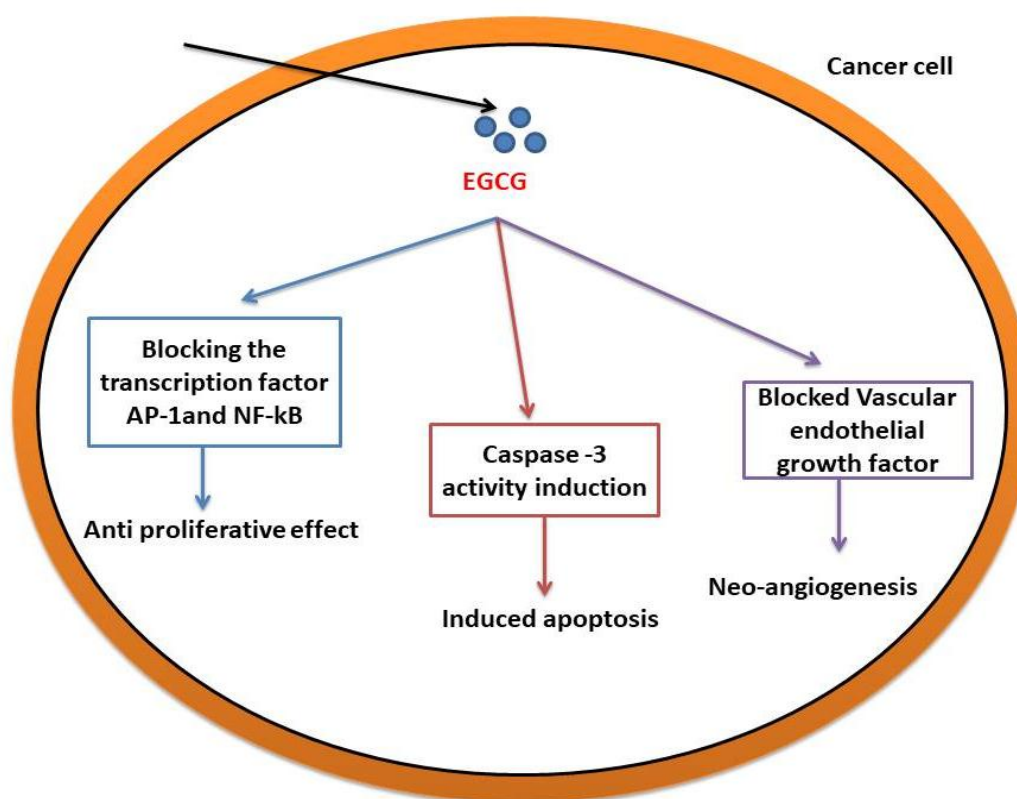 Cancer cell
EGCG
Blocking the
transcription factor
AP-1and NF-kB
Anti proliferative effect
Caspase -3
activity induction
Induced apoptosis
Blocked Vascular
endothelial
growth factor
Neo-angiogenesis